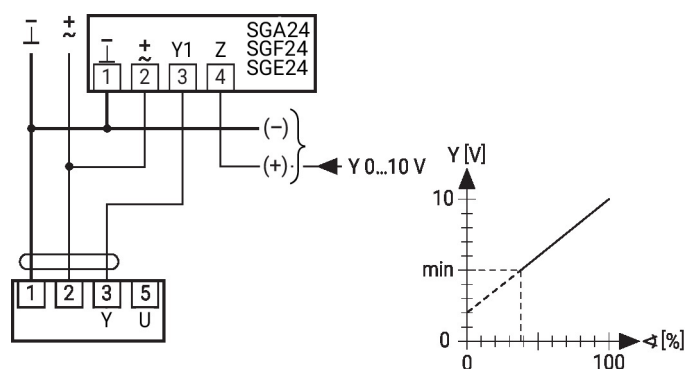 – ⊥
+ ~
SGA24
SGF24
SGE24
– ⊥
+ ~
Y1
Z
1
2
3
4
(–)
(+)
Y 0...10 V
1
2
3
5
Y
U
Y [V]
10
min
0
0
100
∢ [%]